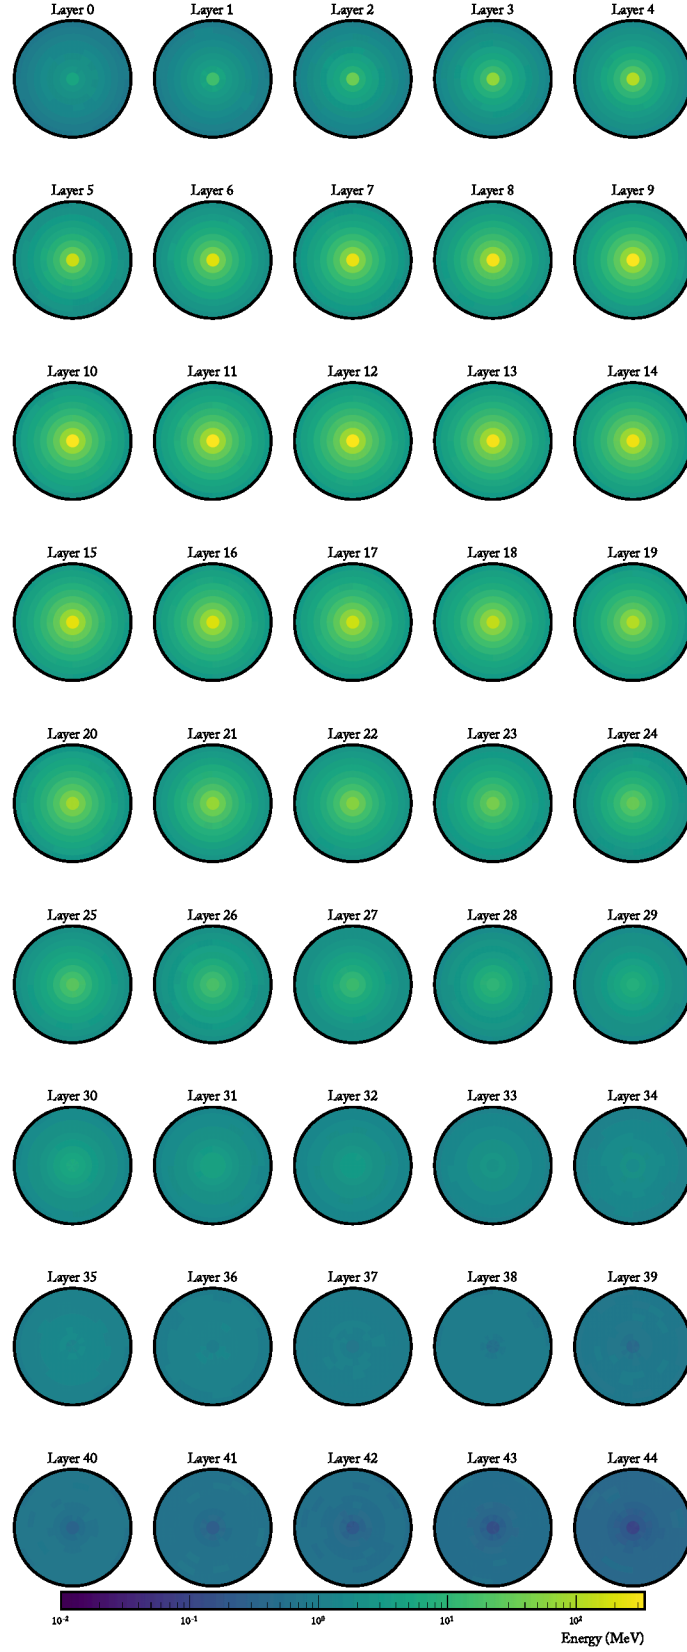 Layer 0 Layer 1 Layer 2 Layer 3 Layer 4
Layer 5 Layer 6 Layer 7 Layer 8 Layer 9
Layer 10 Layer 11 Layer 12 Layer 13 Layer 14
Layer 15 Layer 16 Layer 17 Layer 18 Layer 19
Layer 20 Layer 21 Layer 22 Layer 23 Layer 24
Layer 25 Layer 26 Layer 27 Layer 28 Layer 29
Layer 30 Layer 31 Layer 32 Layer 33 Layer 34
Layer 35 Layer 36 Layer 37 Layer 38 Layer 39
Layer 40 Layer 41 Layer 42 Layer 43 Layer 44
10⁻² 10⁻¹ 10⁰ 10¹ 10²
Energy (MeV)